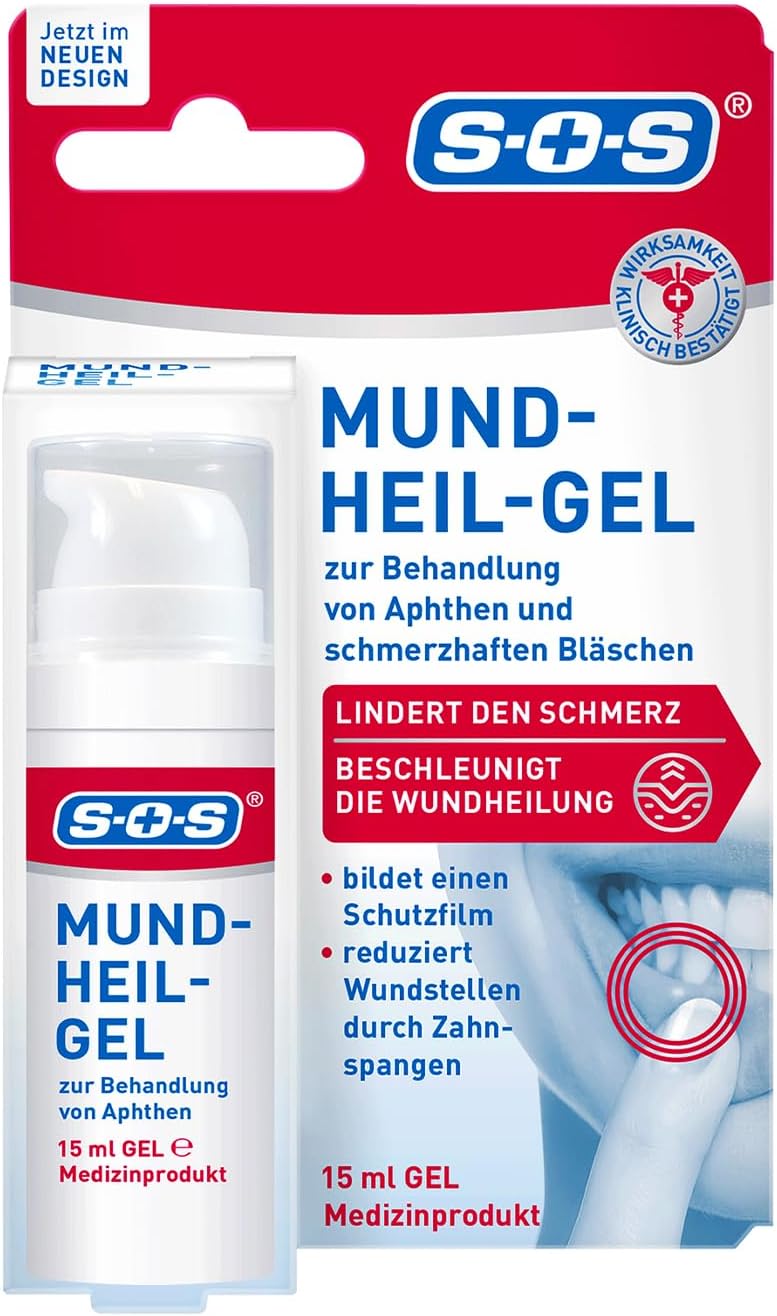 Jetzt im
NEUEN
DESIGN
S-O-S®
WIRKSAMKEIT
KLINISCH BESTÄTIGT
MUND-
HEIL-GEL
zur Behandlung
von Aphthen und
schmerzhaften Bläschen
LINDERT DEN SCHMERZ
BESCHLEUNIGT
DIE WUNDHEILUNG
• bildet einen
Schutzfilm
• reduziert
Wundstellen
durch Zahn-
spangen
15 ml GEL
Medizinprodukt
MUND-
HEIL-
GEL
S-O-S®
MUND-
HEIL-
GEL
zur Behandlung
von Aphthen
15 ml GEL ℮
Medizinprodukt